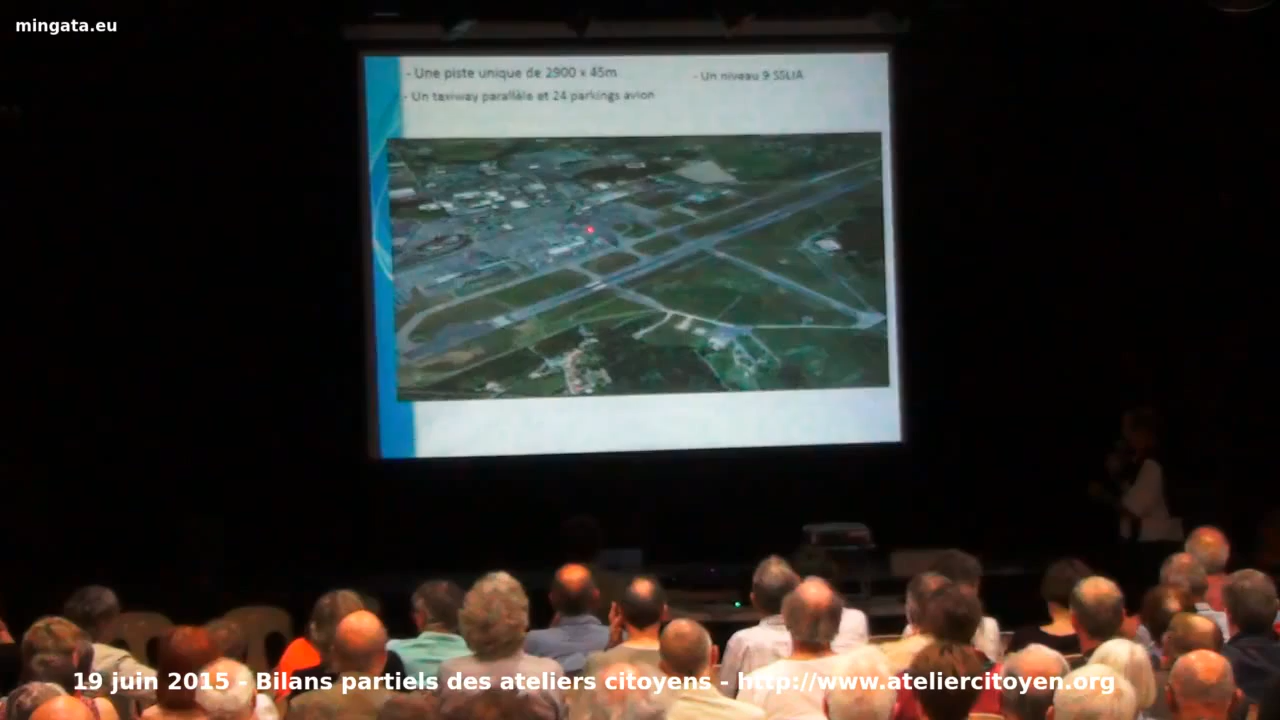 mingata.eu
- Une piste unique de 2900 x 45m
- Un niveau 9 SSLIA
- Un taxiway parallèle et 24 parkings avion
19 juin 2015 - Bilans partiels des ateliers citoyens - http://www.ateliercitoyen.org